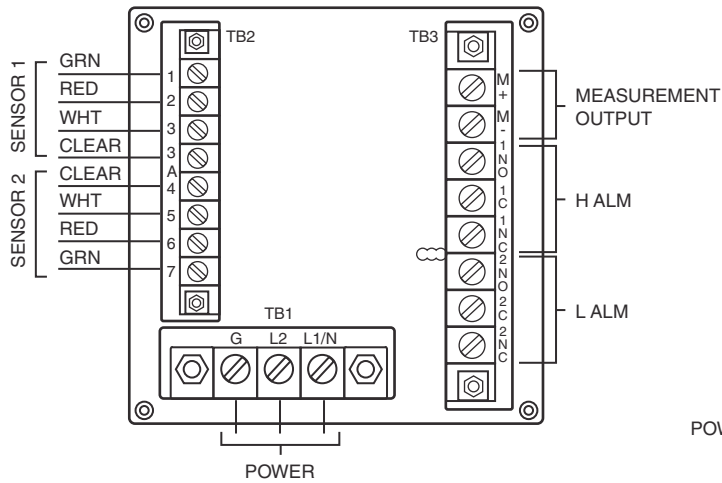 TB2
TB3
SENSOR 1
GRN
RED
WHT
CLEAR
SENSOR 2
CLEAR
WHT
RED
GRN
1
2
3
3
A
4
5
6
7
M
+
M
-
1
N
O
1
C
1
N
C
2
N
O
2
C
2
N
C
MEASUREMENT
OUTPUT
H ALM
L ALM
TB1
G L2 L1/N
POWER
POW